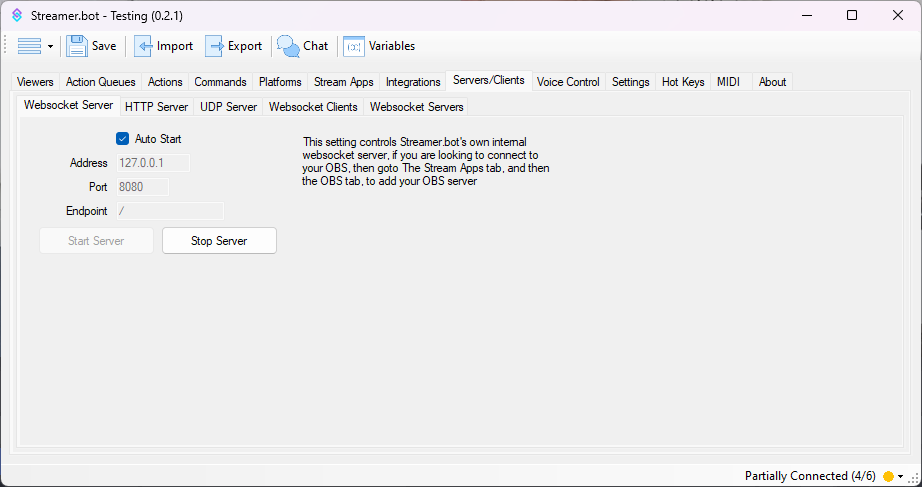 Streamer.bot - Testing (0.2.1)
Save Import Export Chat {x} Variables
Viewers Action Queues Actions Commands Platforms Stream Apps Integrations Servers/Clients Voice Control Settings Hot Keys MIDI About
Websocket Server HTTP Server UDP Server Websocket Clients Websocket Servers
Auto Start
Address 127.0.0.1
Port 8080
Endpoint /
Start Server Stop Server
This setting controls Streamer.bot's own internal
websocket server, if you are looking to connect to
your OBS, then goto The Stream Apps tab, and then
the OBS tab, to add your OBS server
Partially Connected (4/6)